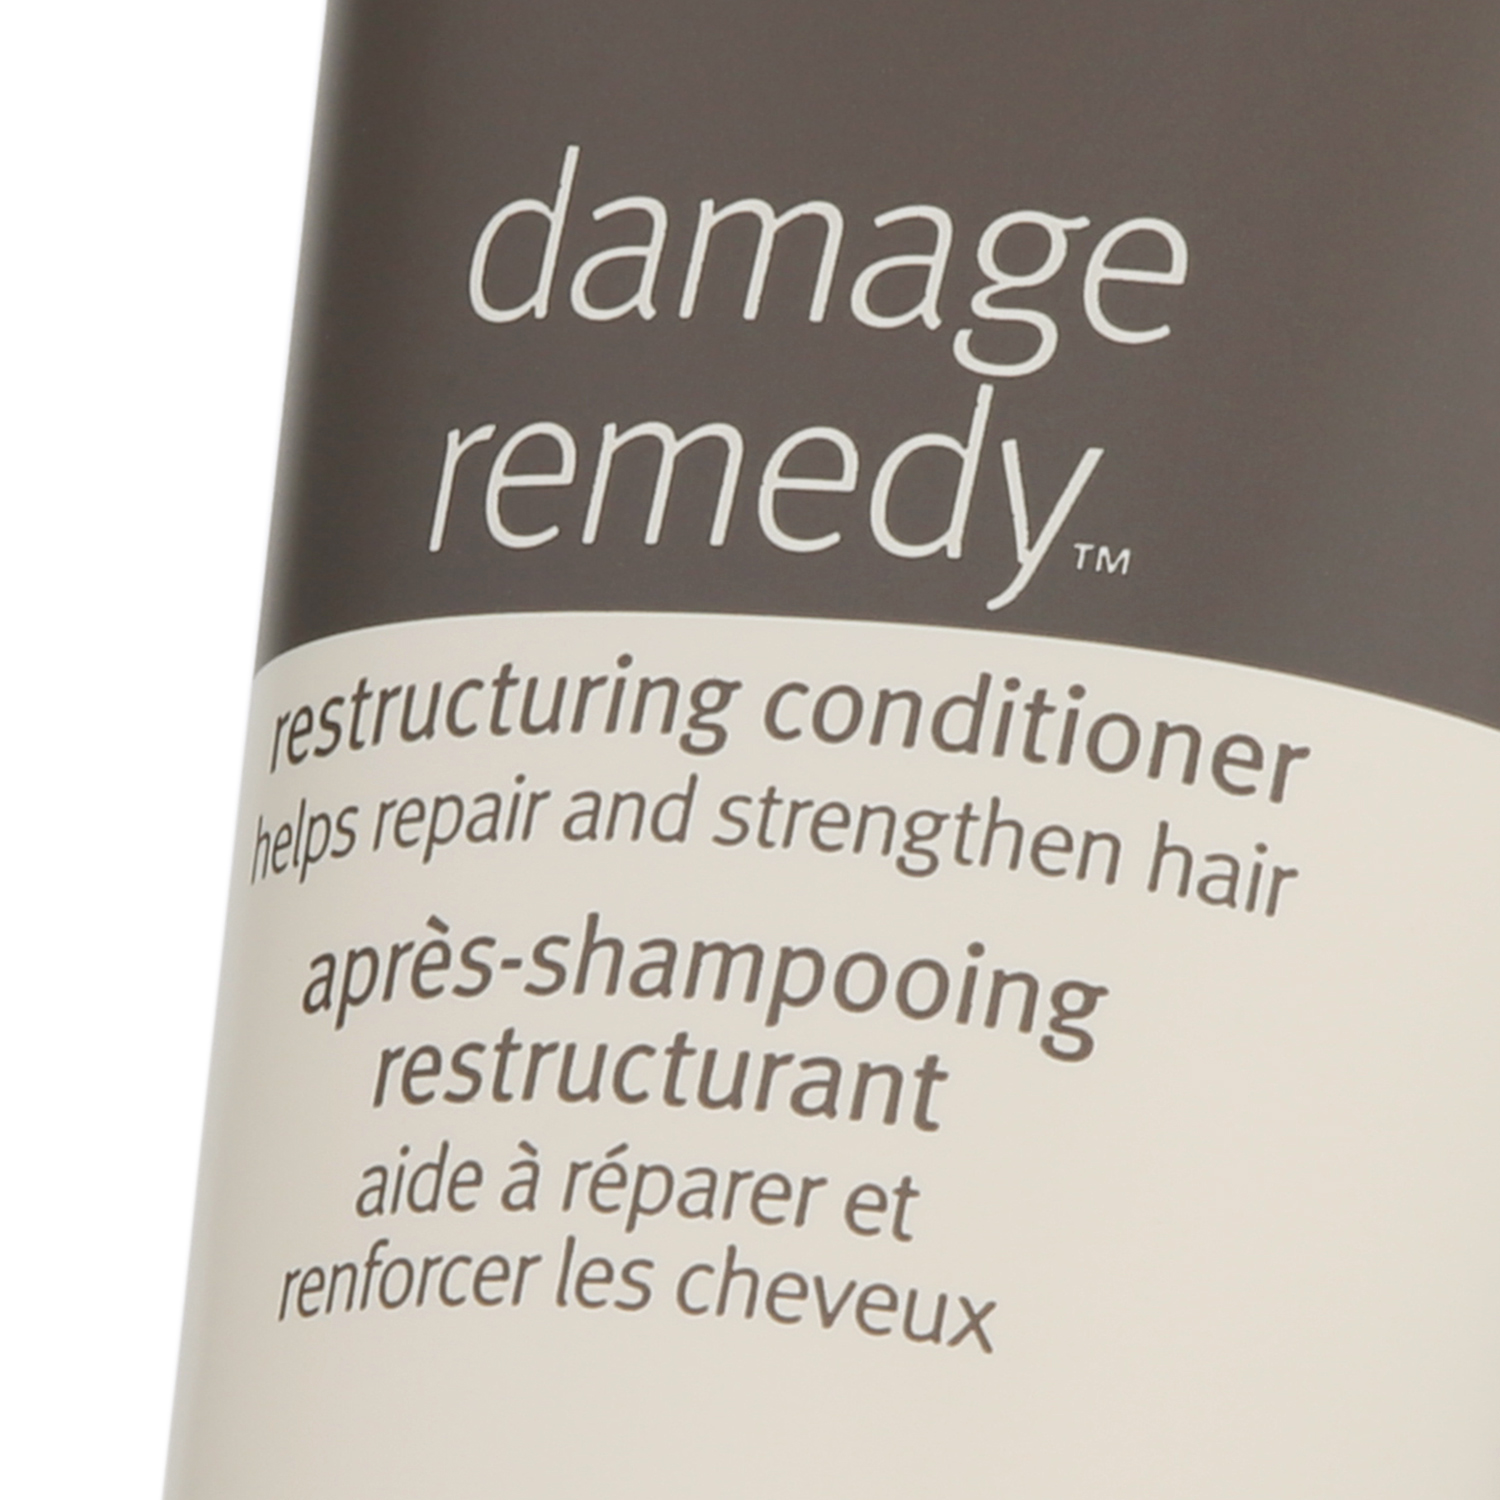 damage
remedy™
restructuring conditioner
helps repair and strengthen hair
après-shampooing
restructurant
aide à réparer et
renforcer les cheveux